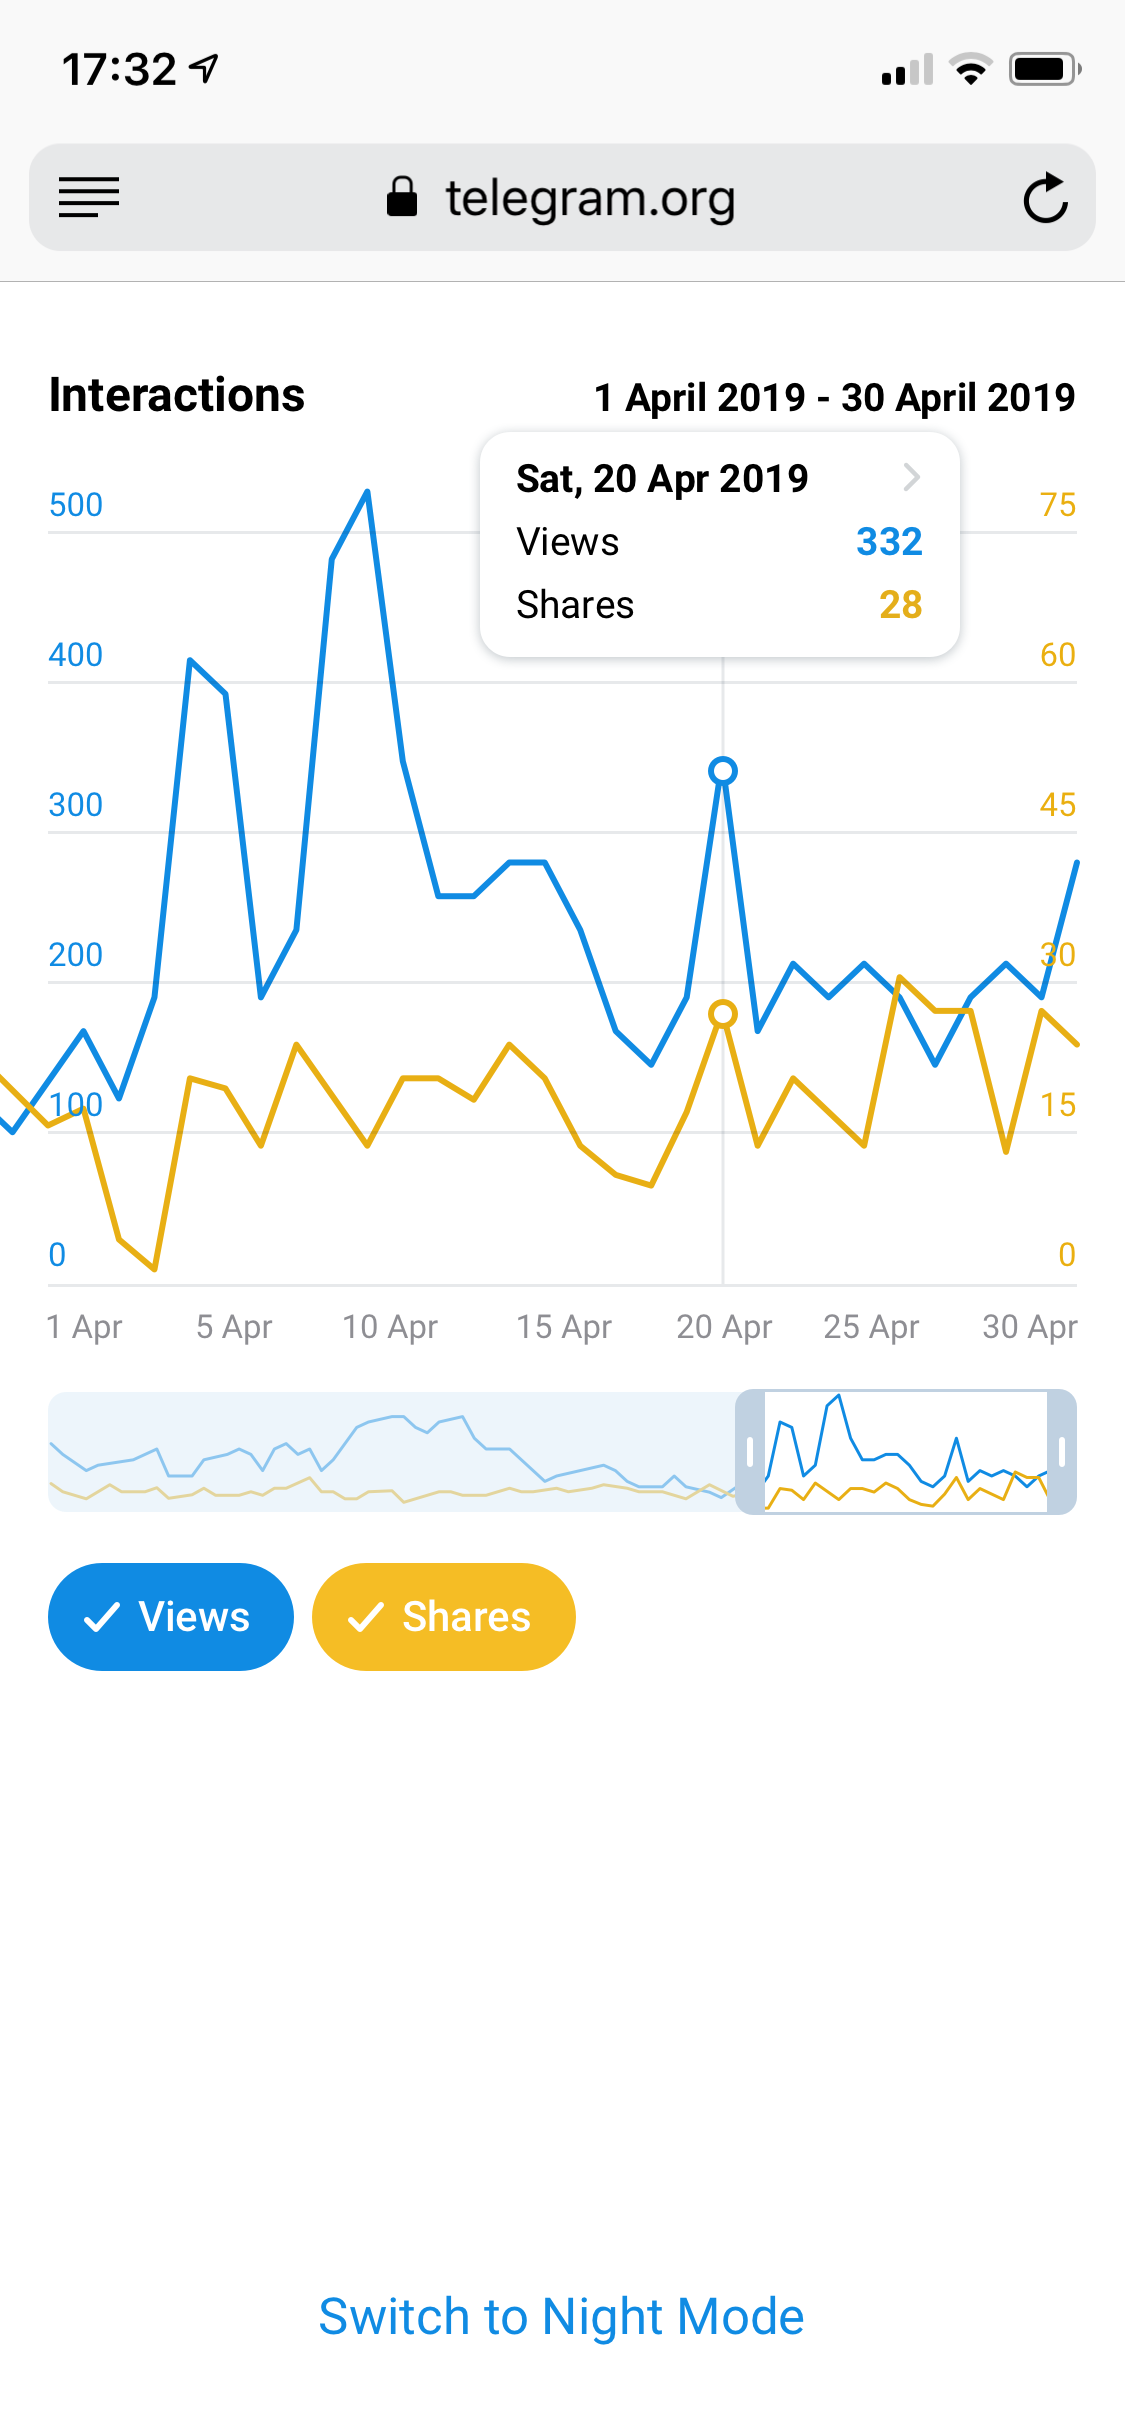 17:32
telegram.org
Interactions
1 April 2019 - 30 April 2019
Sat, 20 Apr 2019
Views 332
Shares 28
500 75
400 60
300 45
200 30
100 15
0 0
1 Apr 5 Apr 10 Apr 15 Apr 20 Apr 25 Apr 30 Apr
Views Shares
Switch to Night Mode